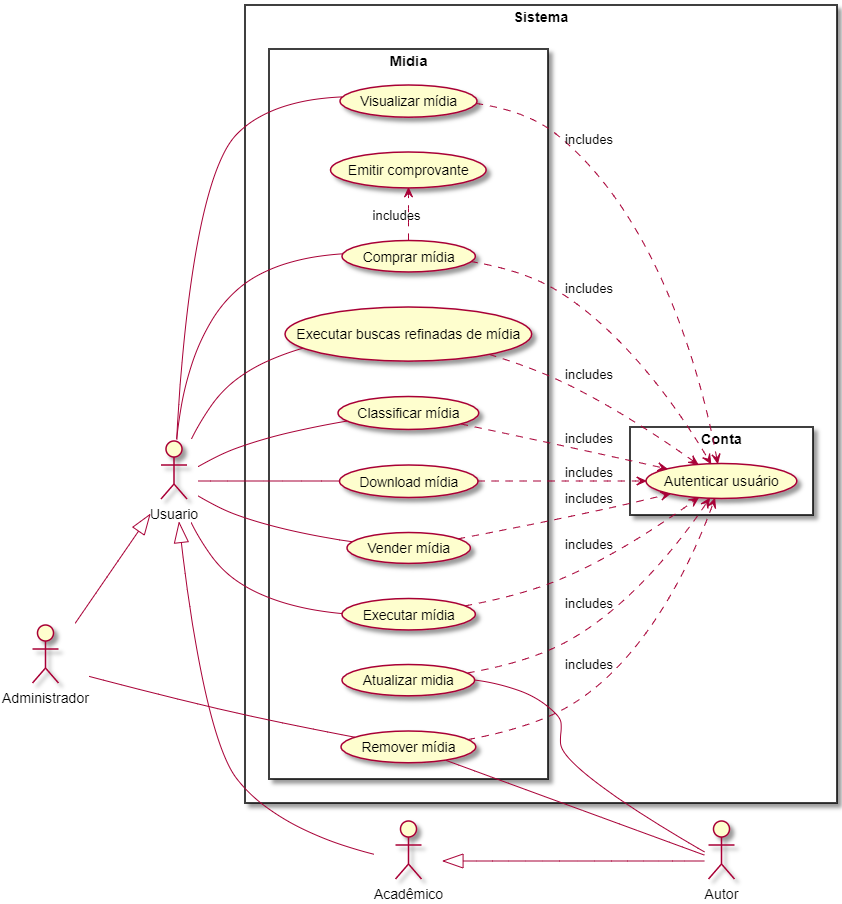 Sistema
Midia
Visualizar mídia
includes
Emitir comprovante
includes
Comprar mídia
includes
Executar buscas refinadas de mídia
includes
Classificar mídia
includes
Conta
Download mídia
includes
Autenticar usuário
Usuario
includes
Vender mídia
includes
Executar mídia
includes
Atualizar midia
includes
Administrador
Remover mídia
Acadêmico
Autor